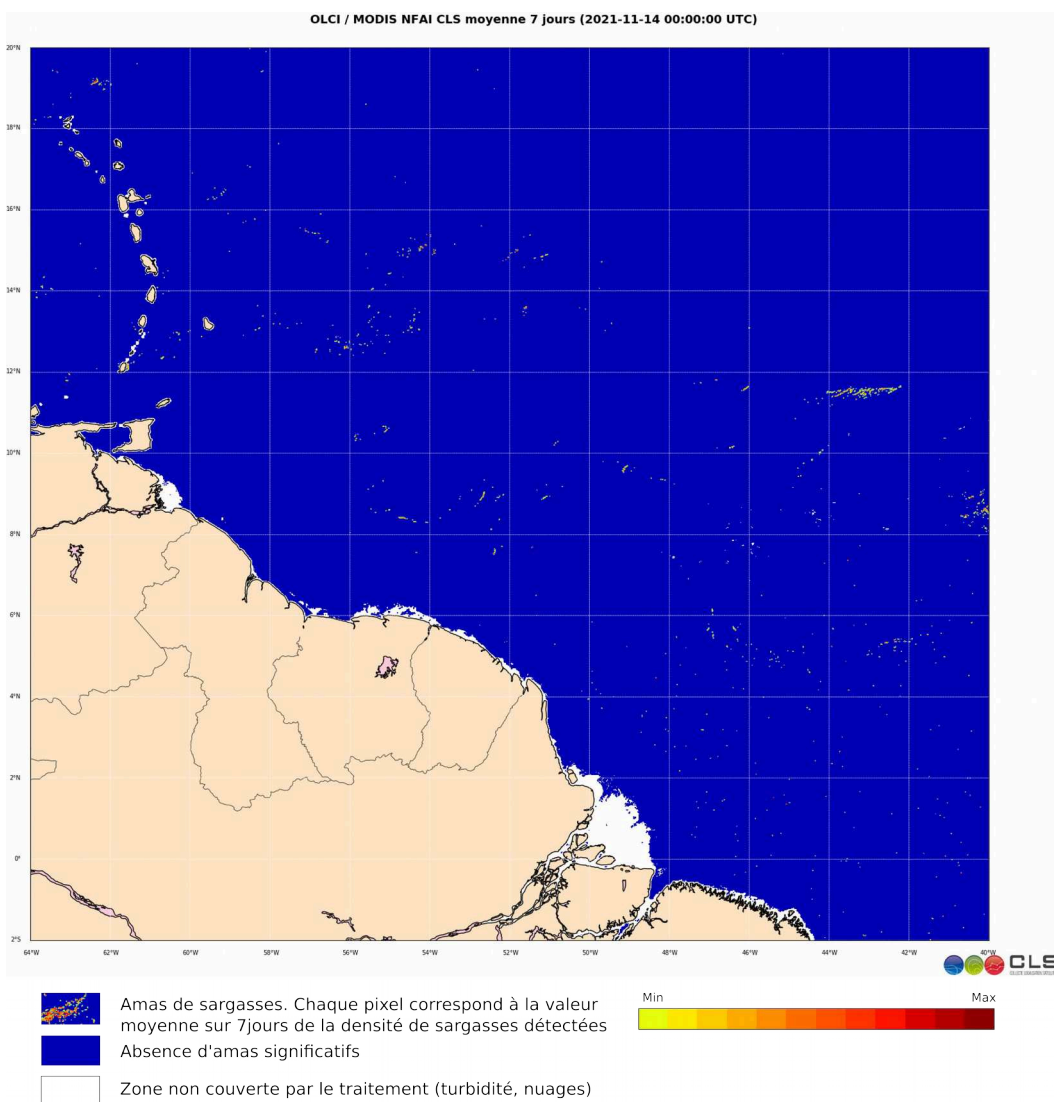 OLCI / MODIS NFAI CLS moyenne 7 jours (2021-11-14 00:00:00 UTC)
20°N
18°N
16°N
14°N
12°N
10°N
8°N
6°N
4°N
2°N
0°
2°S
64°W 62°W 60°W 58°W 56°W 54°W 52°W 50°W 48°W 46°W 44°W 42°W 40°W
CLS
Amas de sargasses. Chaque pixel correspond à la valeur
moyenne sur 7jours de la densité de sargasses détectées
Min Max
Absence d'amas significatifs
Zone non couverte par le traitement (turbidité, nuages)